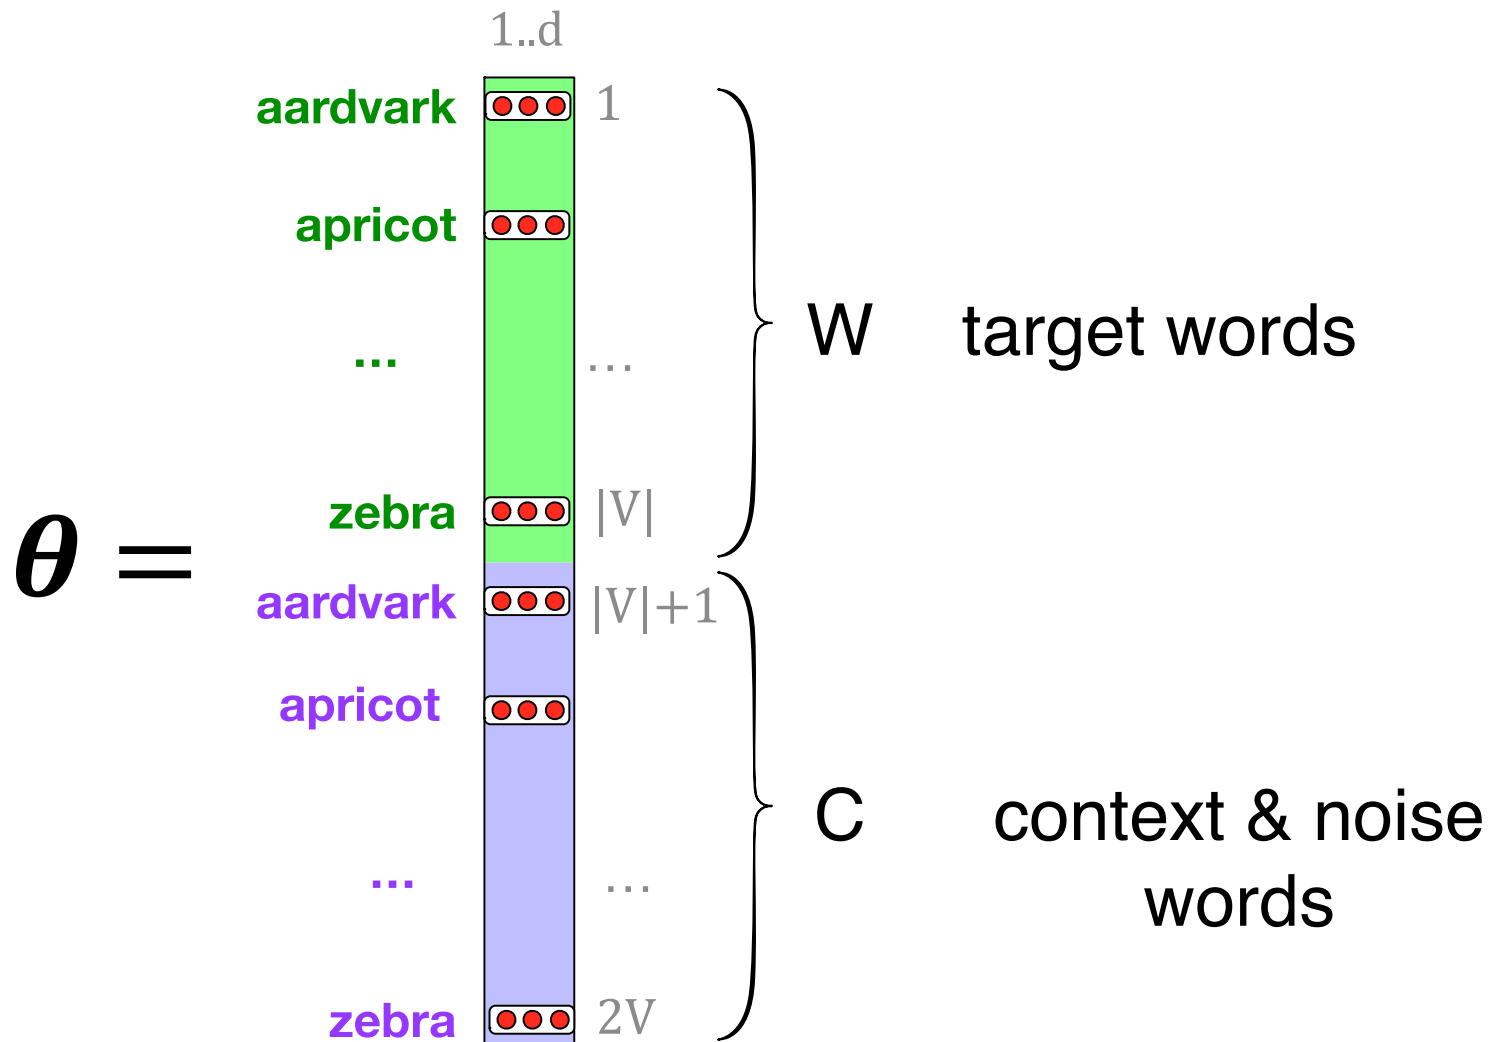 1..d
aardvark 1
apricot
... ...
W target words
zebra |V|
θ =
aardvark |V|+1
apricot
C context & noise
words
... ...
zebra 2V